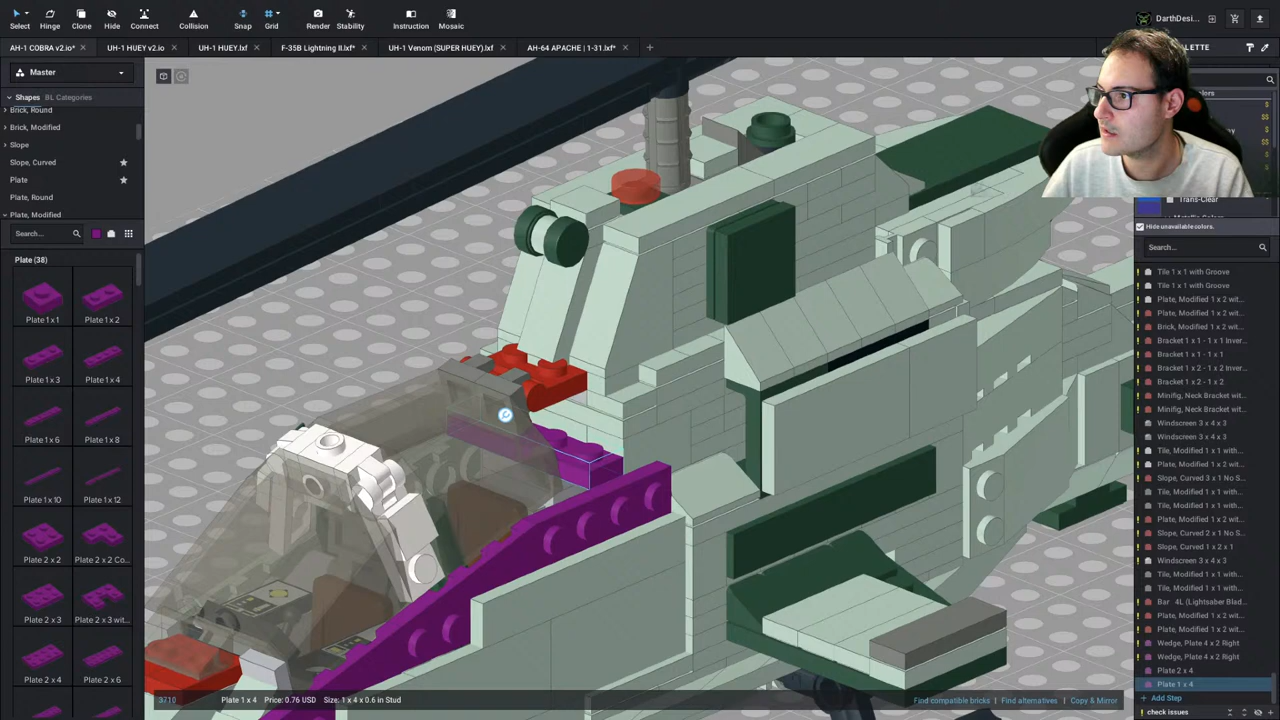 Select Hinge Clone Hide Connect Collision Snap Grid Render Stability Instruction Mosaic
DarthDesi...
AH-1 COBRA v2.io* UH-1 HUEY v2.io UH-1 HUEY.lxf F-35B Lightning II.lxf* UH-1 Venom (SUPER HUEY).lxf AH-64 APACHE | 1-31.lxf*
Master
Shapes BL Categories
Brick, Round
Brick, Modified
Slope
Slope, Curved
Plate
Plate, Round
Plate, Modified
Search...
Plate (38)
Plate 1 x 1 Plate 1 x 2
Plate 1 x 3 Plate 1 x 4
Plate 1 x 6 Plate 1 x 8
Plate 1 x 10 Plate 1 x 12
Plate 2 x 2 Plate 2 x 2 Co...
Plate 2 x 3 Plate 2 x 3 wit...
Plate 2 x 4 Plate 2 x 6
3710 Plate 1 x 4 Price: 0.76 USD Size: 1 x 4 x 0.6 in Stud
Find compatible bricks | Find alternatives | Copy & Mirror
Trans-Clear
Hide unavailable colors.
Search...
Tile 1 x 1 with Groove
Tile 1 x 1 with Groove
Plate, Modified 1 x 2 wit...
Plate, Modified 1 x 2 wit...
Brick, Modified 1 x 2 wit...
Bracket 1 x 1 - 1 x 1 Inver...
Bracket 1 x 1 - 1 x 1
Bracket 1 x 2 - 1 x 2 Inver...
Bracket 1 x 2 - 1 x 2
Minifig, Neck Bracket wit...
Minifig, Neck Bracket wit...
Windscreen 3 x 4 x 3
Windscreen 3 x 4 x 3
Tile, Modified 1 x 1 with...
Plate, Modified 1 x 2 wit...
Slope, Curved 3 x 1 No S...
Tile, Modified 1 x 1 with...
Tile, Modified 1 x 1 with...
Plate, Modified 1 x 2 wit...
Slope, Curved 2 x 1 No S...
Slope, Curved 1 x 2 x 1
Windscreen 3 x 4 x 3
Tile, Modified 1 x 1 with...
Tile, Modified 1 x 1 with...
Bar 4L (Lightsaber Blad...
Plate, Modified 1 x 2 wit...
Plate, Modified 1 x 2 wit...
Wedge, Plate 4 x 2 Right
Wedge, Plate 4 x 2 Right
Plate 2 x 4
Plate 1 x 4
Add Step
check issues